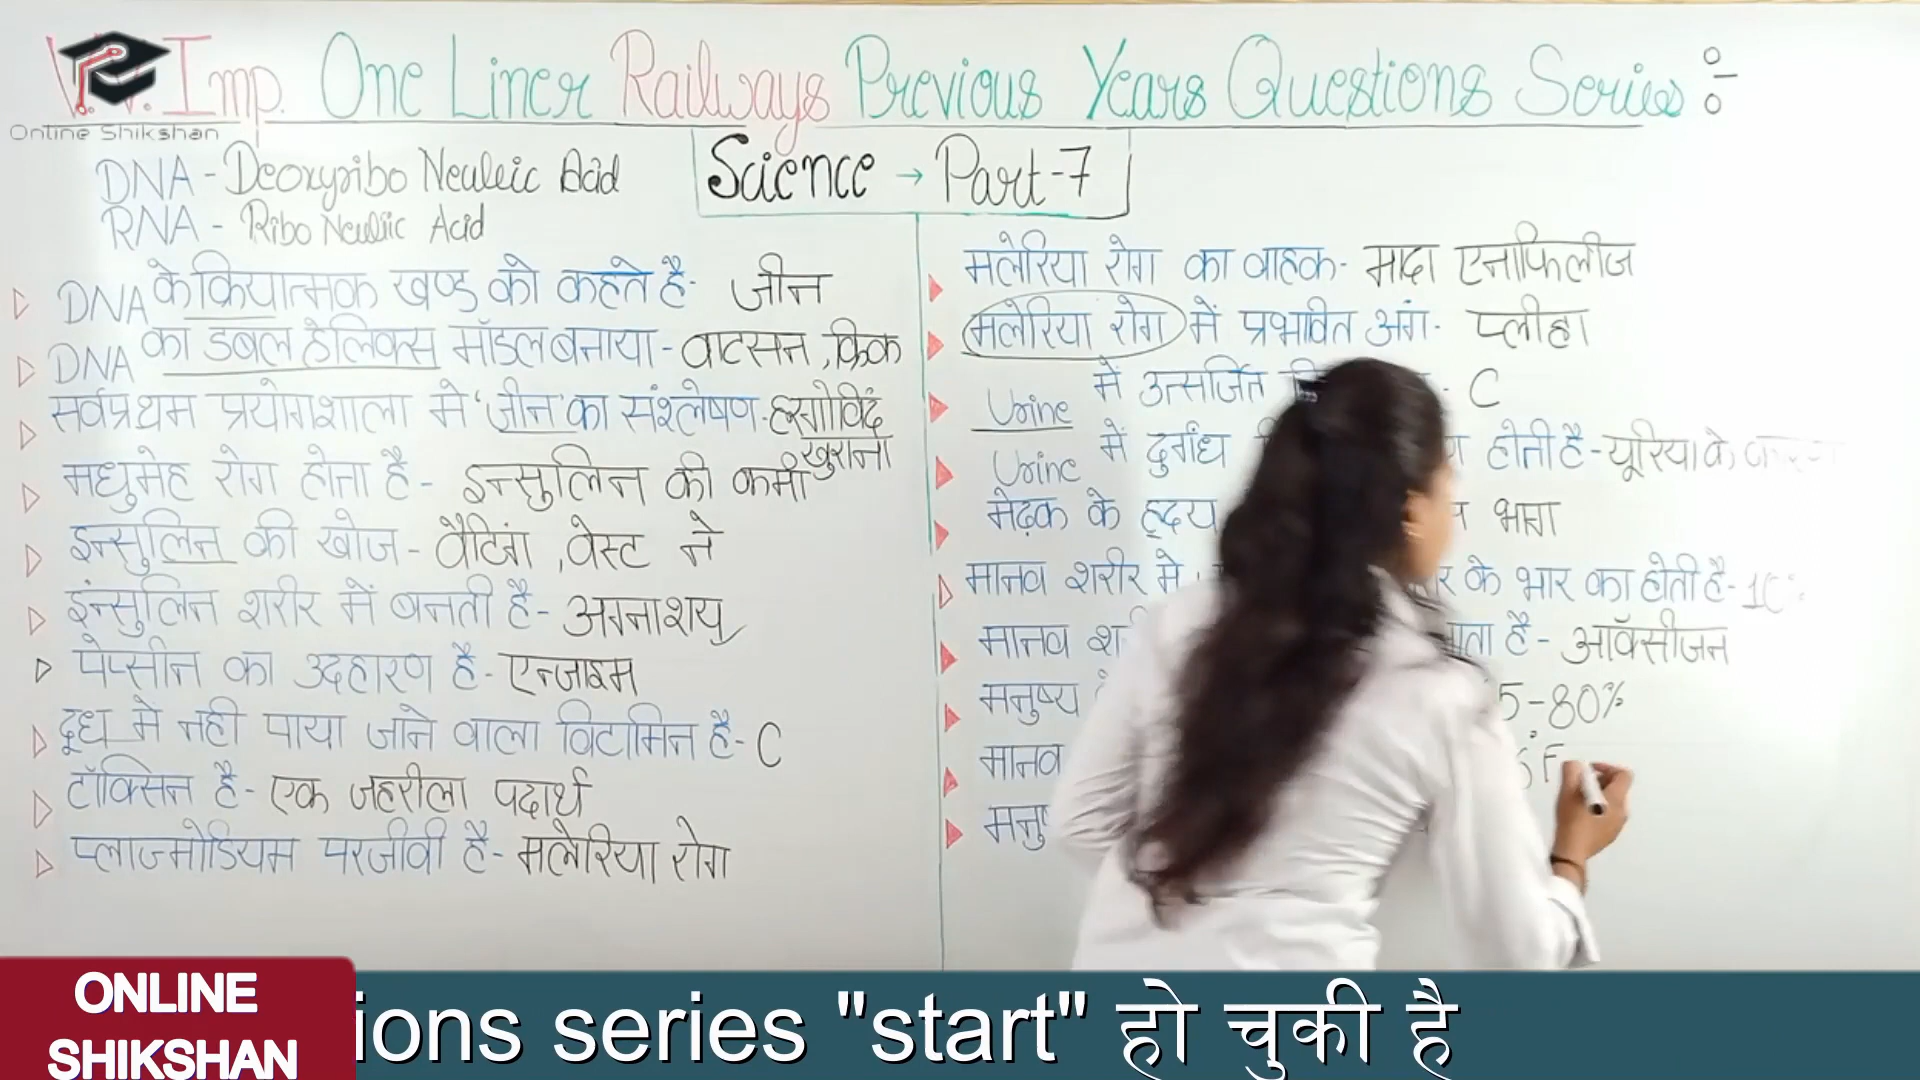 V.V. Imp. One Liner Railways Previous Years Questions Series :
Online Shikshan
Science → Part-7
DNA - Deoxyribo Neuleic Acid
RNA - Ribo Neuliic Acid
DNA के क्रियात्मक खण्ड को कहते है- जीन
DNA का डबल हेलिक्स मॉडल बनाया - वाटसन, क्रिक
सर्वप्रथम प्रयोगशाला मे 'जीन' का संश्लेषण - हरगोविंद खुराना
मधुमेह रोग होता है - इन्सुलिन की कमी
इन्सुलिन की खोज - वैटिंग, वेस्ट ने
इंन्सुलिन शरीर में बनती है - अग्नाशय
पेप्सीन का उदहारण है - एन्जाइम
दूध मे नही पाया जाने वाला विटामिन है - C
टॉक्सिन है - एक जहरीला पदार्थ
प्लाज्मोडियम परजीवी है - मलेरिया रोग
मलेरिया रोग का वाहक - मादा एनाफिलीज
मलेरिया रोग में प्रभावित अंग - प्लीहा
Urine में उत्सर्जित - C
Urine में दुर्गंध होती है - यूरिया के कारण
मेढ़क के हृदय भाग
मानव शरीर मे के भार का होती है - 10%
मानव है - ऑक्सीजन
मनुष्य 5-80%
मानव °F
ONLINE
SHIKSHAN
ions series "start" हो चुकी है